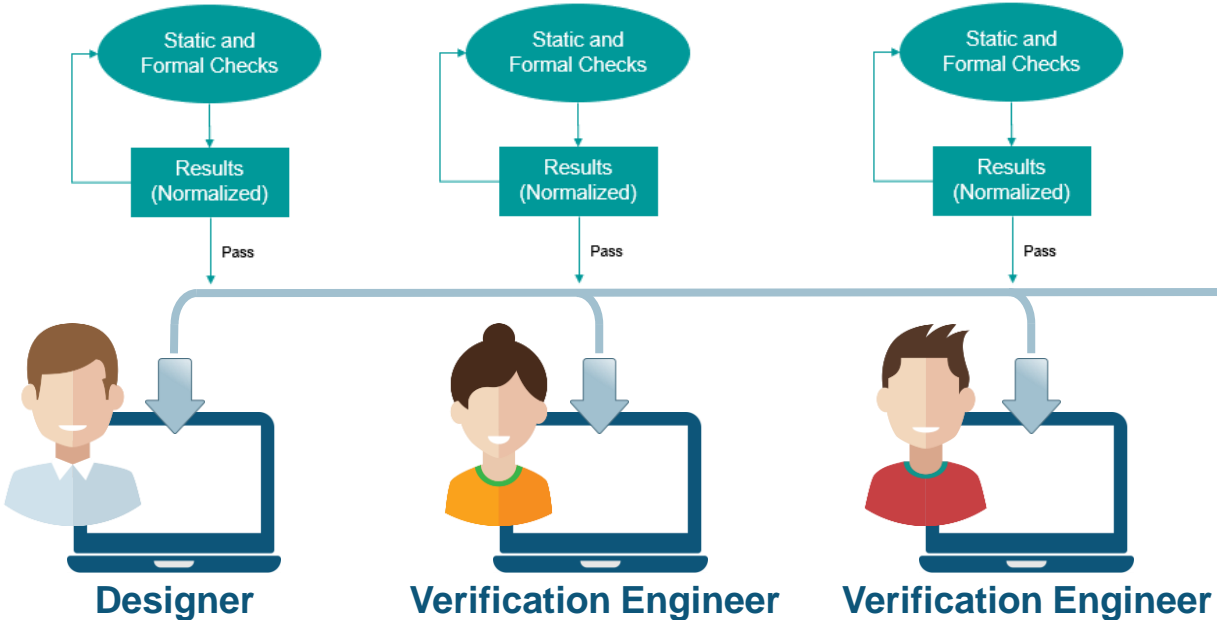 Static and
Formal Checks
Static and
Formal Checks
Static and
Formal Checks
Results
(Normalized)
Results
(Normalized)
Results
(Normalized)
Pass
Pass
Pass
Designer
Verification Engineer
Verification Engineer